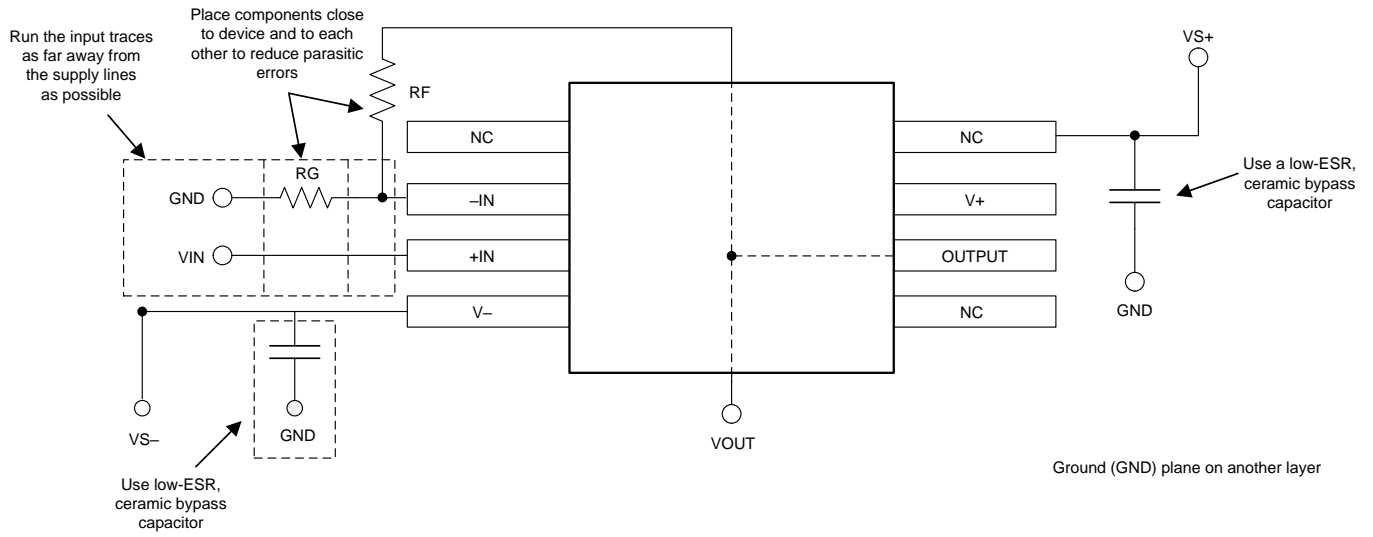 Run the input traces
as far away from
the supply lines
as possible
Place components close
to device and to each
other to reduce parasitic
errors
RF
VS+
NC
NC
Use a low-ESR,
ceramic bypass
capacitor
RG
GND
–IN
V+
VIN
+IN
OUTPUT
V–
NC
GND
VS–
GND
VOUT
Use low-ESR,
ceramic bypass
capacitor
Ground (GND) plane on another layer